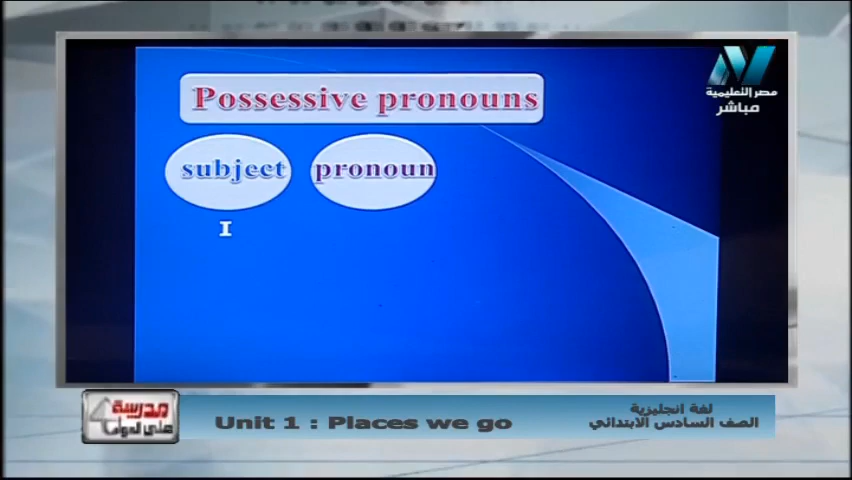 مصر التعليمية
مباشر
Possessive pronouns
subject pronoun
I
مدرسة
على الهواء
Unit 1 : Places we go
لغة انجليزية
الصف السادس الابتدائي